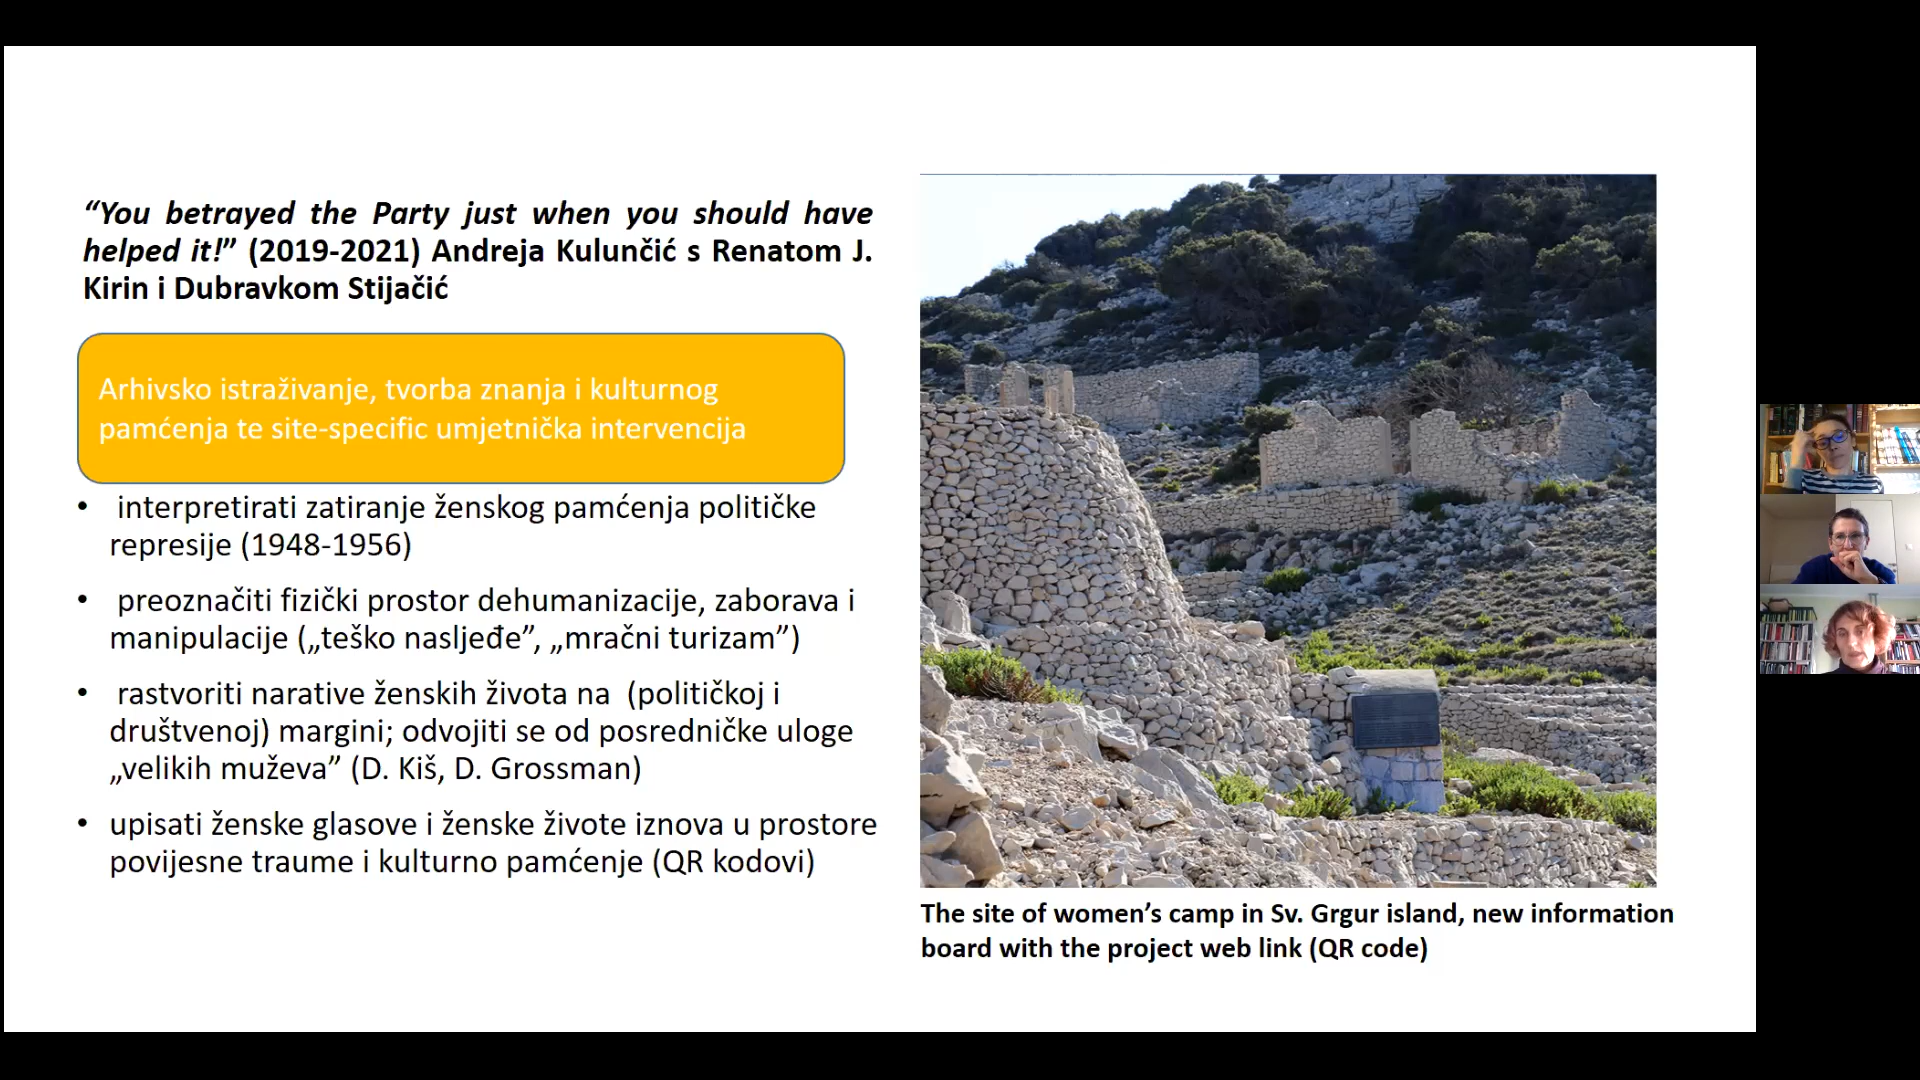 “You betrayed the Party just when you should have
helped it!” (2019-2021) Andreja Kulunčić s Renatom J.
Kirin i Dubravkom Stijačić
Arhivsko istraživanje, tvorba znanja i kulturnog
pamćenja te site-specific umjetnička intervencija
• interpretirati zatiranje ženskog pamćenja političke
represije (1948-1956)
• preoznačiti fizički prostor dehumanizacije, zaborava i
manipulacije („teško nasljeđe”, „mračni turizam”)
• rastvoriti narative ženskih života na (političkoj i
društvenoj) margini; odvojiti se od posredničke uloge
„velikih muževa” (D. Kiš, D. Grossman)
• upisati ženske glasove i ženske živote iznova u prostore
povijesne traume i kulturno pamćenje (QR kodovi)
The site of women’s camp in Sv. Grgur island, new information
board with the project web link (QR code)